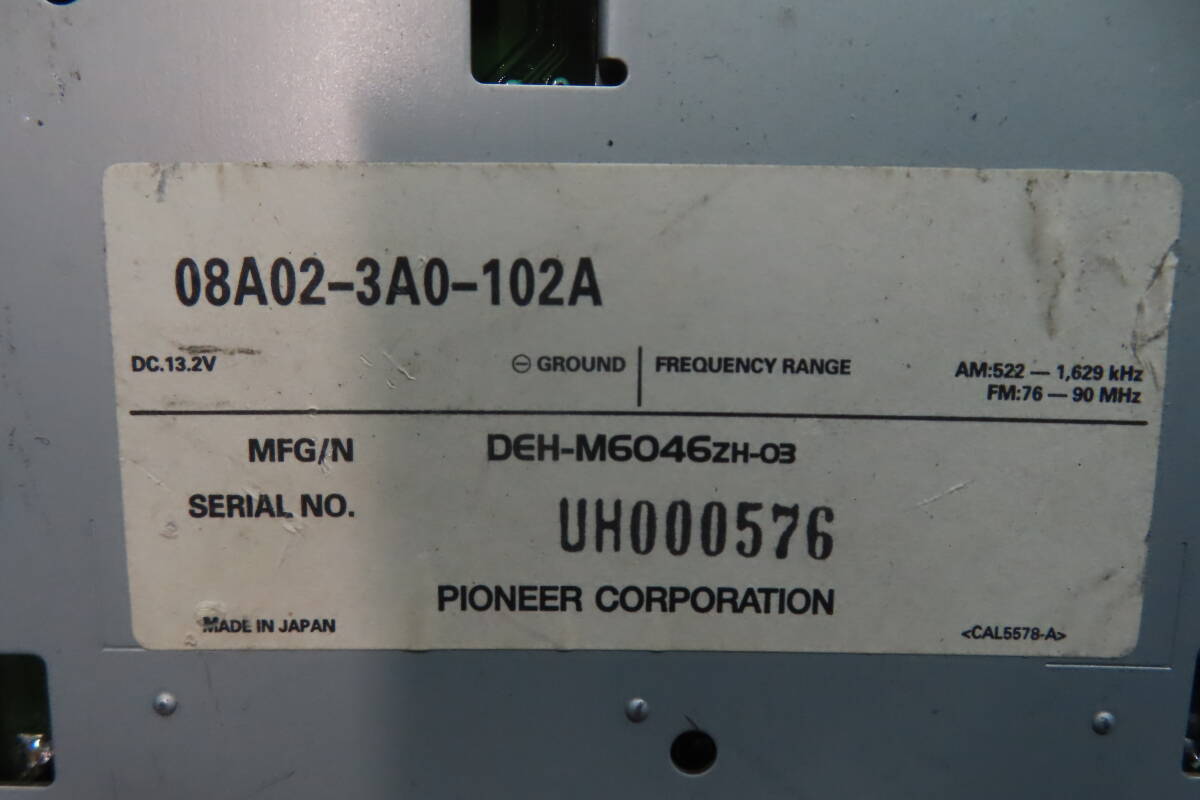 08A02-3A0-102A
DC.13.2V ⊖ GROUND FREQUENCY RANGE AM:522 — 1,629 kHz
FM:76 — 90 MHz
MFG/N DEH-M6046ZH-03
SERIAL NO. UH000576
PIONEER CORPORATION
MADE IN JAPAN <CAL5578-A>